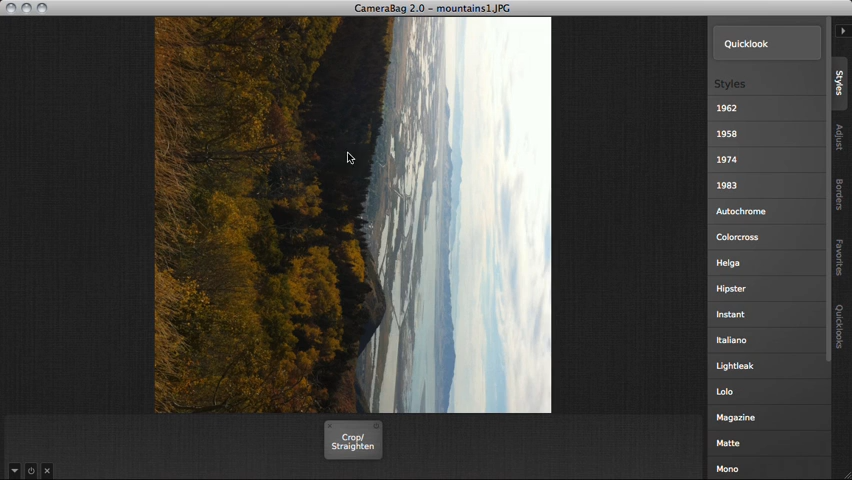 CameraBag 2.0 - mountains1.JPG
Quicklook
Styles
1962
1958
1974
1983
Autochrome
Colorcross
Helga
Hipster
Instant
Italiano
Lightleak
Lolo
Magazine
Matte
Mono
Styles
Adjust
Borders
Favorites
Quicklooks
Crop/
Straighten